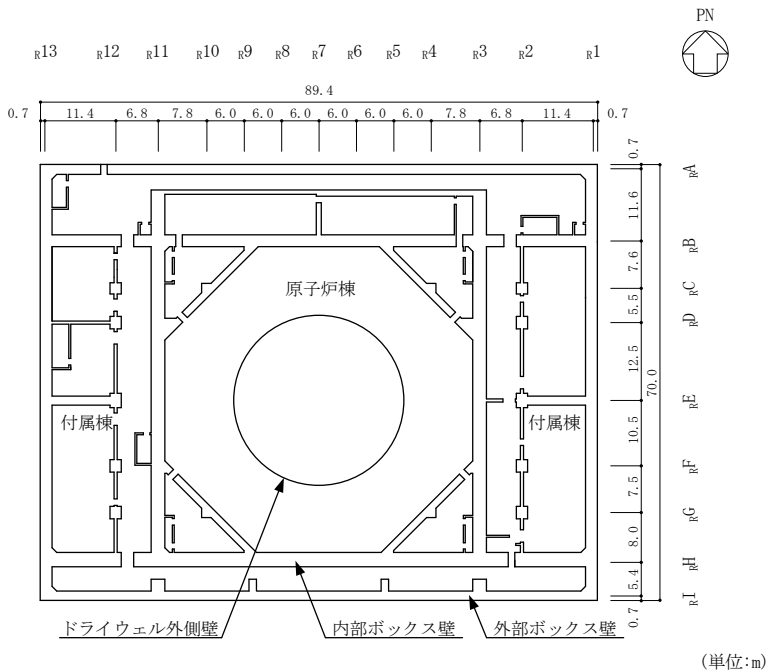 PN
R13 R12 R11 R10 R9 R8 R7 R6 R5 R4 R3 R2 R1
89.4
0.7 11.4 6.8 7.8 6.0 6.0 6.0 6.0 6.0 6.0 7.8 6.8 11.4 0.7
0.7
RA
11.6
RB
7.6
RC
5.5
RD
12.5
70.0
RE
10.5
RF
7.5
RG
8.0
RH
5.4
RI
0.7
原子炉棟
付属棟
付属棟
ドライウェル外側壁
内部ボックス壁
外部ボックス壁
(単位:m)